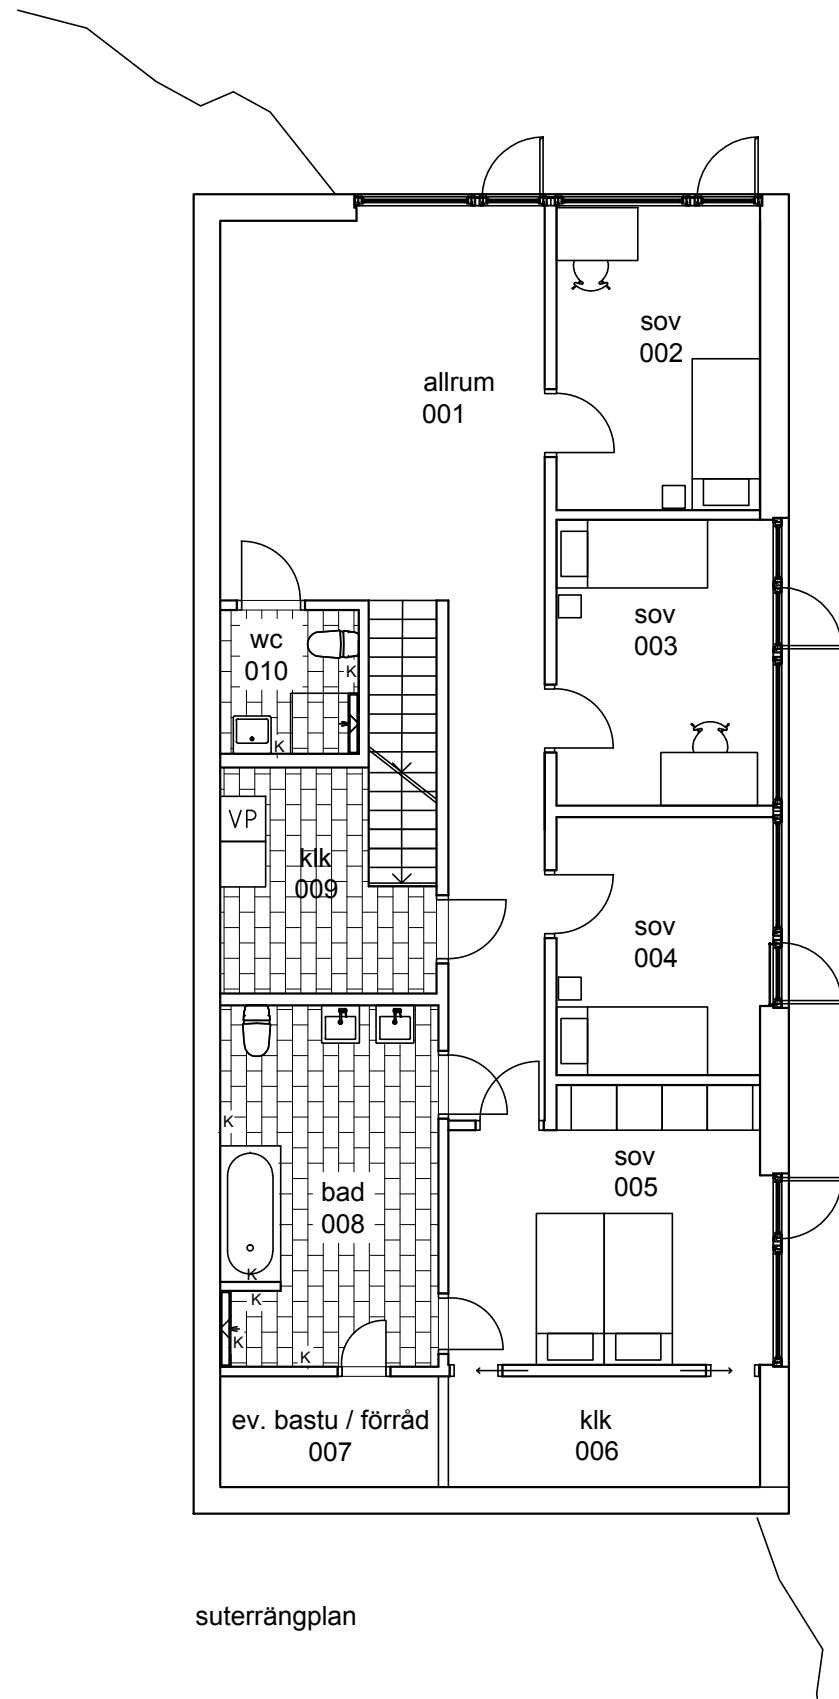 sov
002
allrum
001
sov
003
wc
010
K
K
VP
klk
009
sov
004
K
sov
005
bad
008
K
K
K
K
ev. bastu / förråd
007
klk
006
suterrängplan